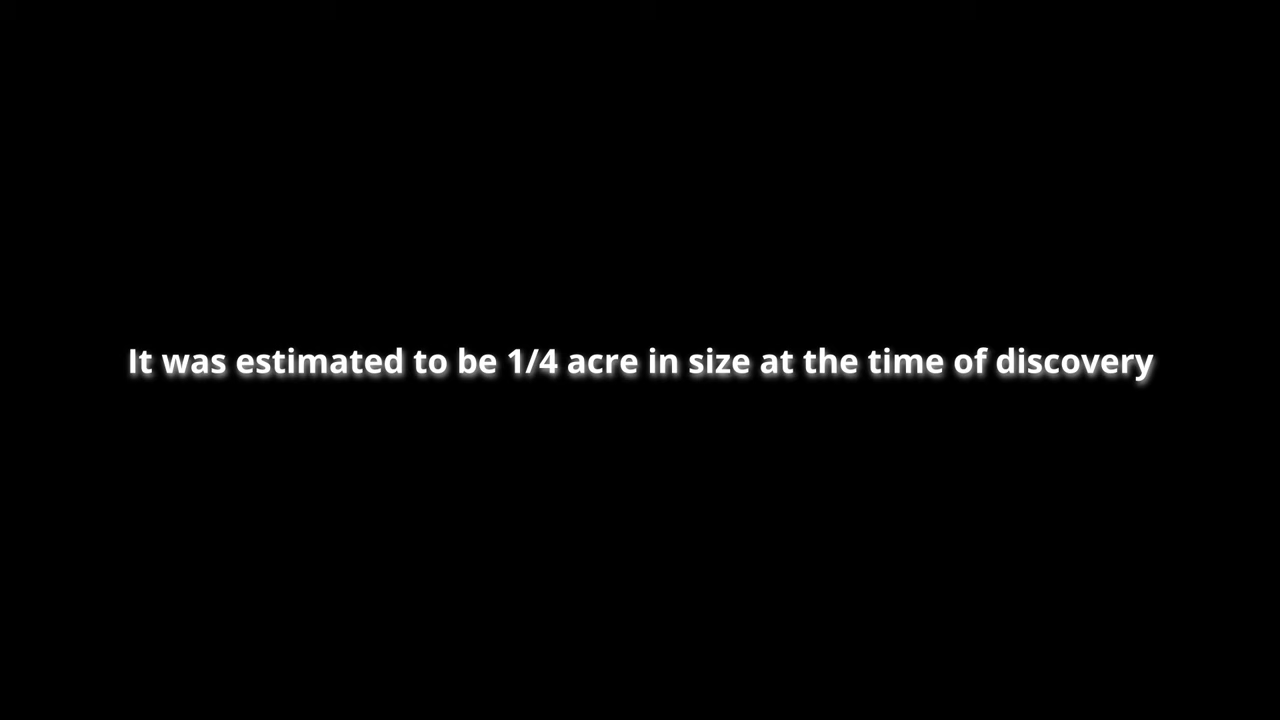 It was estimated to be 1/4 acre in size at the time of discovery